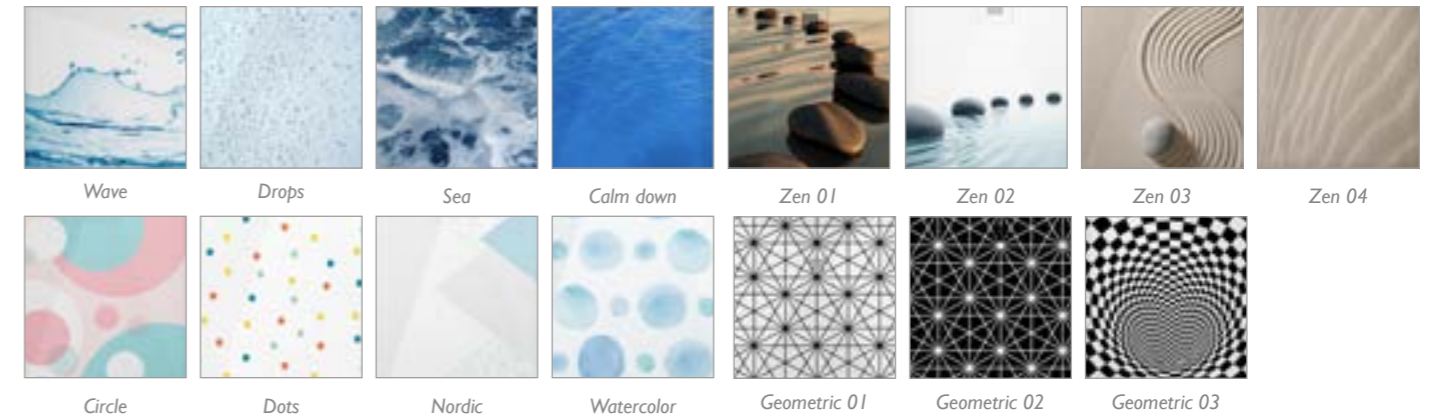 Wave Drops Sea Calm down Zen 01 Zen 02 Zen 03 Zen 04
Circle Dots Nordic Watercolor Geometric 01 Geometric 02 Geometric 03